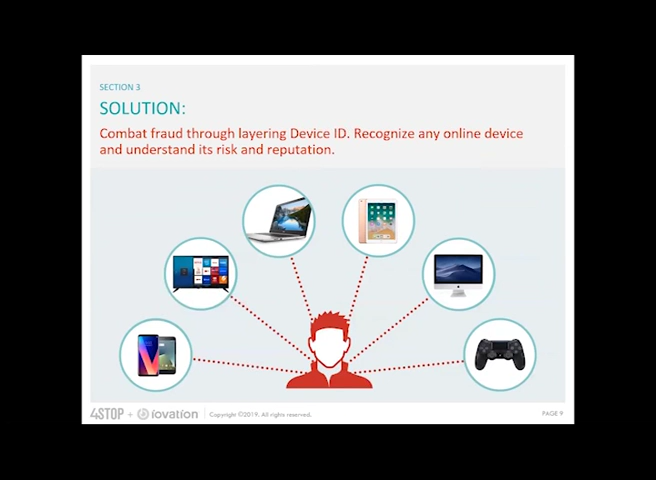 SECTION 3
SOLUTION:
Combat fraud through layering Device ID. Recognize any online device
and understand its risk and reputation.
4STOP + iovation Copyright ©2019. All rights reserved. PAGE 9